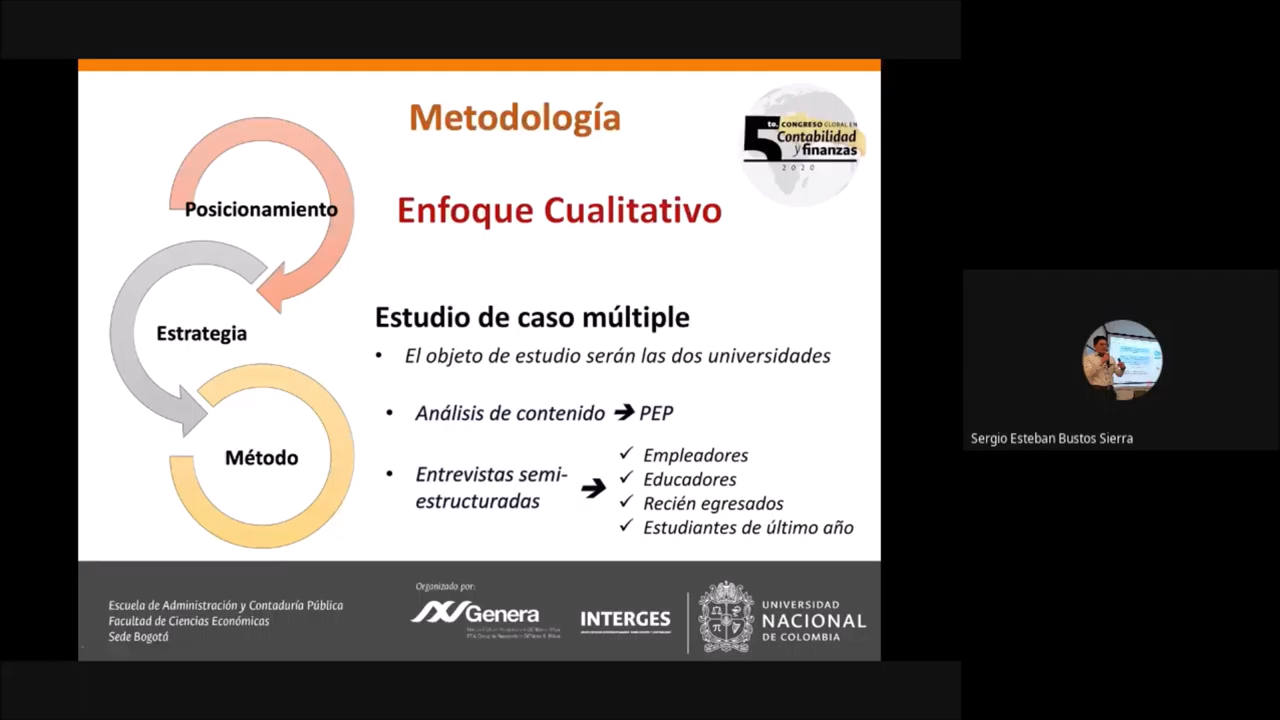 Metodología
5to. CONGRESO GLOBAL EN
Contabilidad
y finanzas
2020
Posicionamiento
Enfoque Cualitativo
Estrategia
Estudio de caso múltiple
• El objeto de estudio serán las dos universidades
• Análisis de contenido ➔ PEP
Método
• Entrevistas semi-
estructuradas ➔
✓ Empleadores
✓ Educadores
✓ Recién egresados
✓ Estudiantes de último año
Sergio Esteban Bustos Sierra
Escuela de Administración y Contaduría Pública
Facultad de Ciencias Económicas
Sede Bogotá
Organizado por:
Genera
INTERGES
UNIVERSIDAD
NACIONAL
DE COLOMBIA